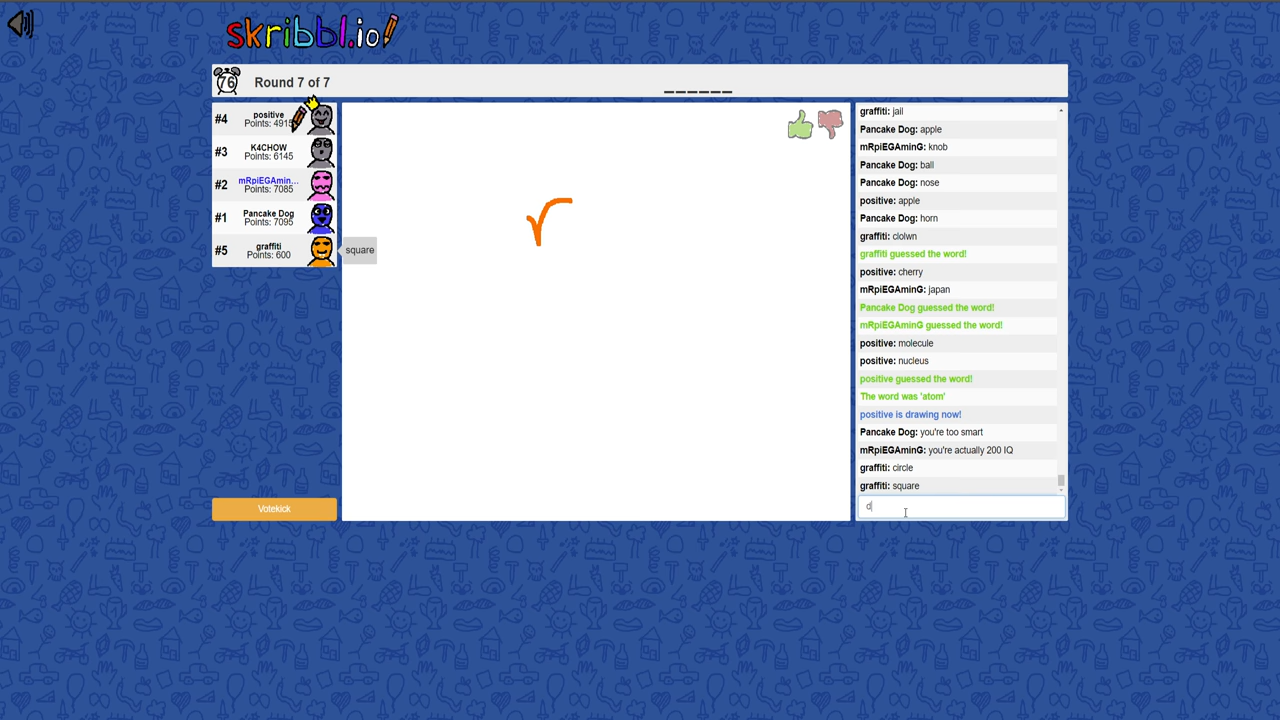 skribbl.io
76
Round 7 of 7
______
#4
positive
Points: 4915
#3
K4CHOW
Points: 6145
#2
mRpiEGAmin...
Points: 7085
#1
Pancake Dog
Points: 7095
#5
graffiti
Points: 600
square
Votekick
graffiti: jail
Pancake Dog: apple
mRpiEGAminG: knob
Pancake Dog: ball
Pancake Dog: nose
positive: apple
Pancake Dog: horn
graffiti: clolwn
graffiti guessed the word!
positive: cherry
mRpiEGAminG: japan
Pancake Dog guessed the word!
mRpiEGAminG guessed the word!
positive: molecule
positive: nucleus
positive guessed the word!
The word was 'atom'
positive is drawing now!
Pancake Dog: you're too smart
mRpiEGAminG: you're actually 200 IQ
graffiti: circle
graffiti: square
d